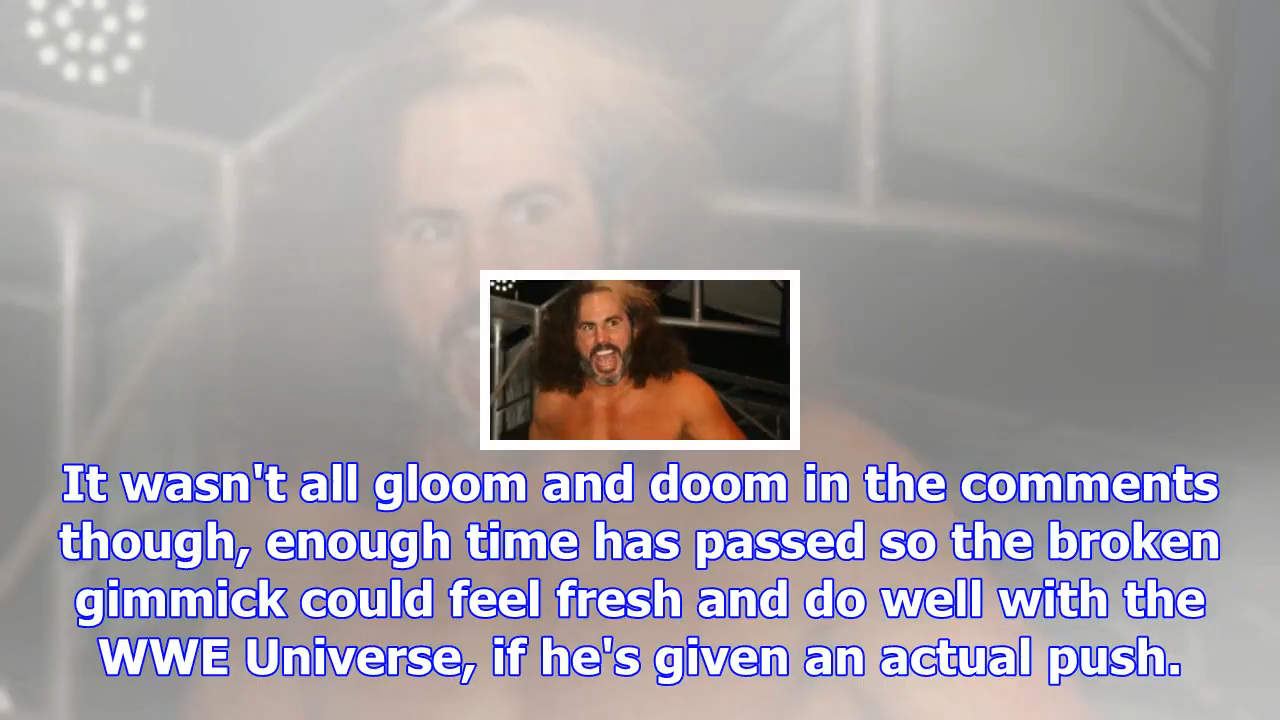 It wasn't all gloom and doom in the comments
though, enough time has passed so the broken
gimmick could feel fresh and do well with the
WWE Universe, if he's given an actual push.